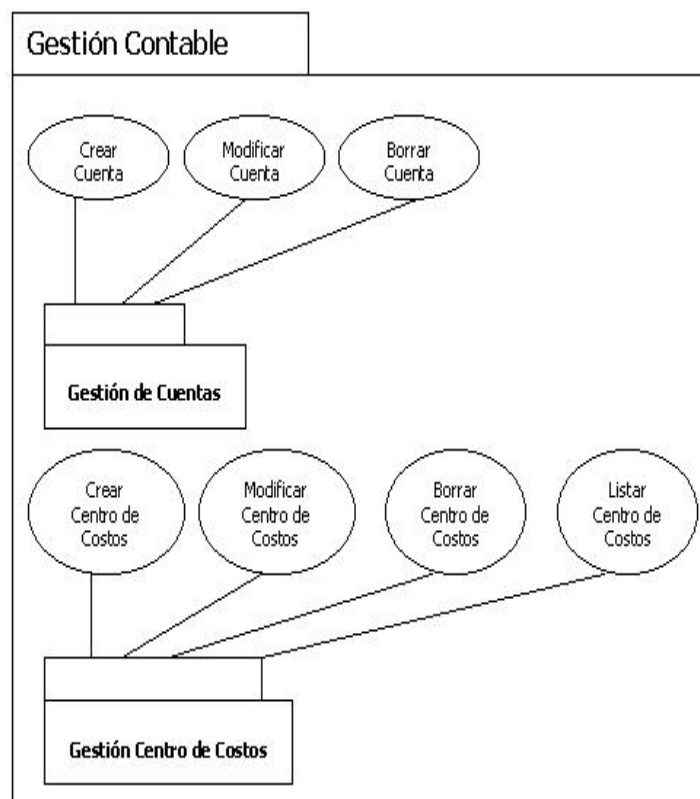 Gestión Contable
Crear
Cuenta
Modificar
Cuenta
Borrar
Cuenta
Gestión de Cuentas
Crear
Centro de
Costos
Modificar
Centro de
Costos
Borrar
Centro de
Costos
Listar
Centro de
Costos
Gestión Centro de Costos